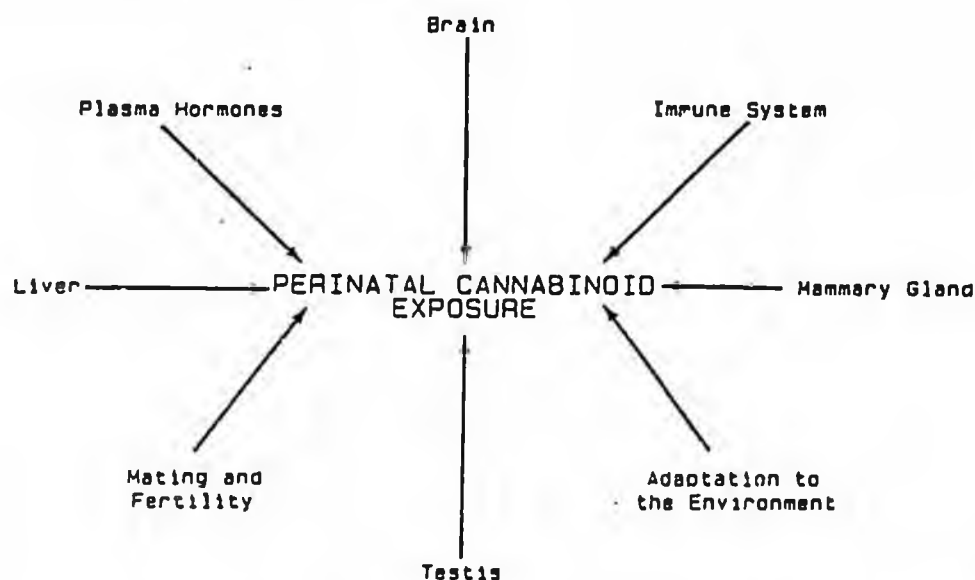 Brain
Plasma Hormones
Immune System
Liver
PERINATAL CANNABINOID
EXPOSURE
Mammary Gland
Mating and
Fertility
Adaptation to
the Environment
Testis